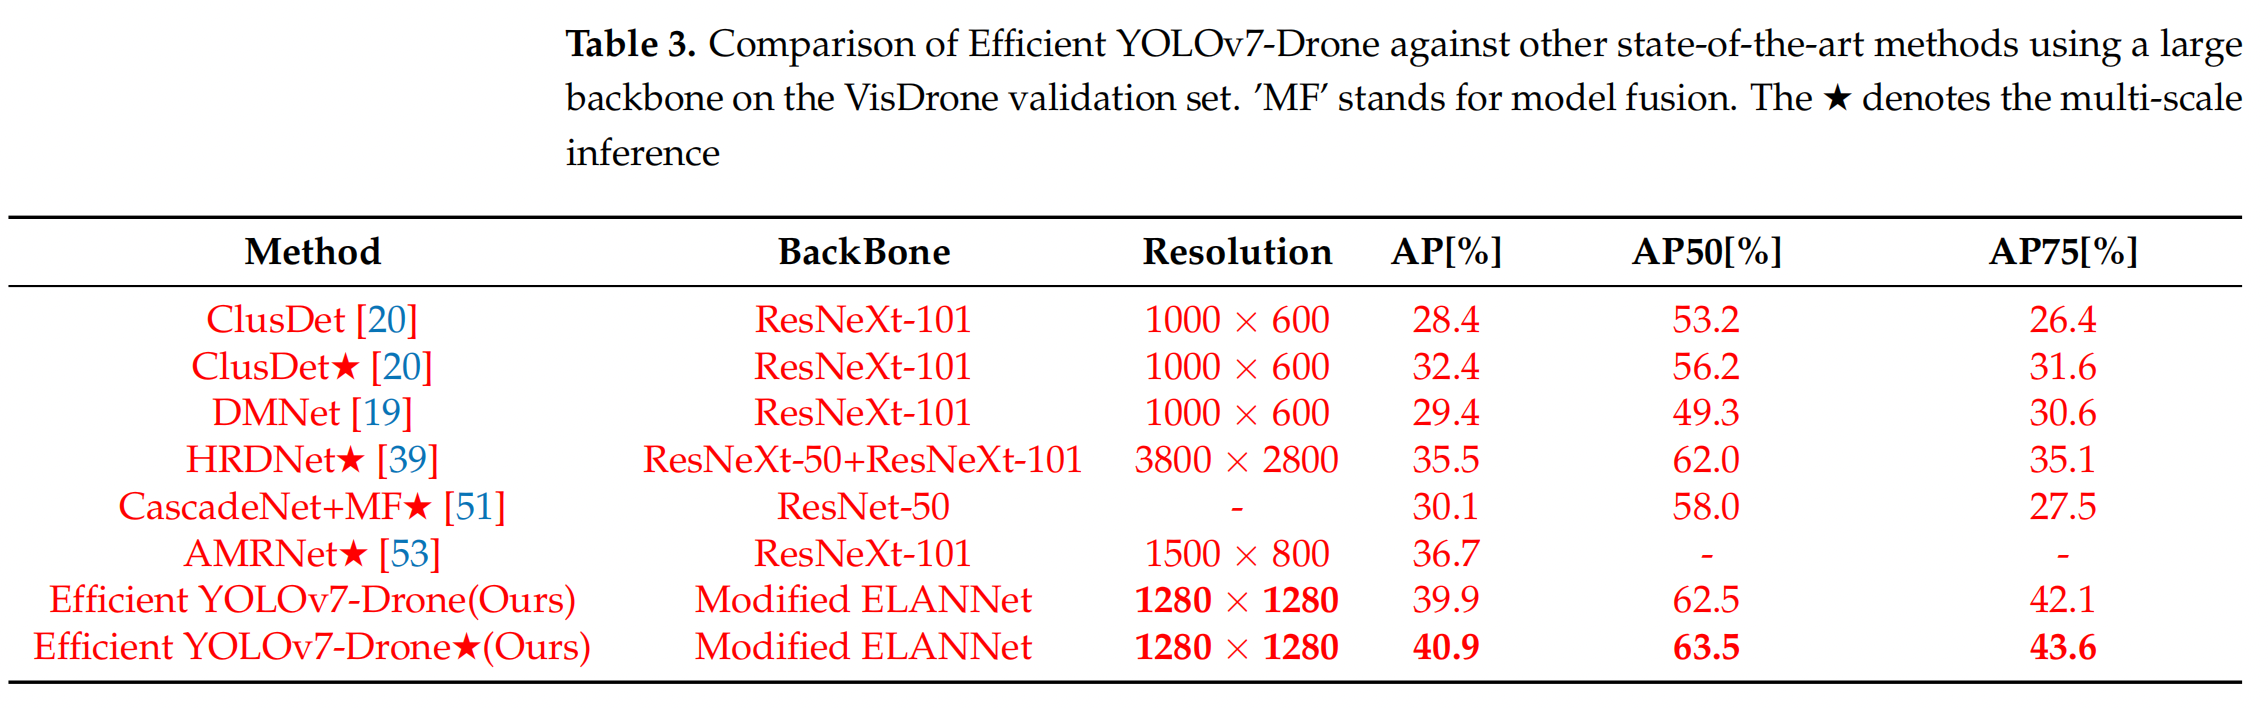 Table 3. Comparison of Efficient YOLOv7-Drone against other state-of-the-art methods using a large
backbone on the VisDrone validation set. ’MF’ stands for model fusion. The ★ denotes the multi-scale
inference
Method BackBone Resolution AP[%] AP50[%] AP75[%]
ClusDet [20] ResNeXt-101 1000 × 600 28.4 53.2 26.4
ClusDet★ [20] ResNeXt-101 1000 × 600 32.4 56.2 31.6
DMNet [19] ResNeXt-101 1000 × 600 29.4 49.3 30.6
HRDNet★ [39] ResNeXt-50+ResNeXt-101 3800 × 2800 35.5 62.0 35.1
CascadeNet+MF★ [51] ResNet-50 - 30.1 58.0 27.5
AMRNet★ [53] ResNeXt-101 1500 × 800 36.7 - -
Efficient YOLOv7-Drone(Ours) Modified ELANNet 1280 × 1280 39.9 62.5 42.1
Efficient YOLOv7-Drone★(Ours) Modified ELANNet 1280 × 1280 40.9 63.5 43.6